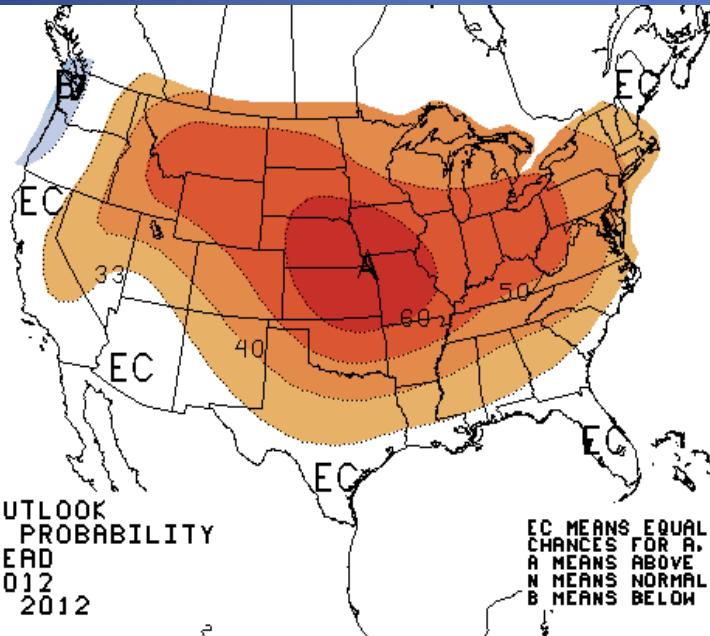 B
EC
EC
33
A
50
60
40
EC
EC
EC
UTLOOK
PROBABILITY
EAD
012
2012
EC MEANS EQUAL
CHANCES FOR A,
A MEANS ABOVE
N MEANS NORMAL
B MEANS BELOW